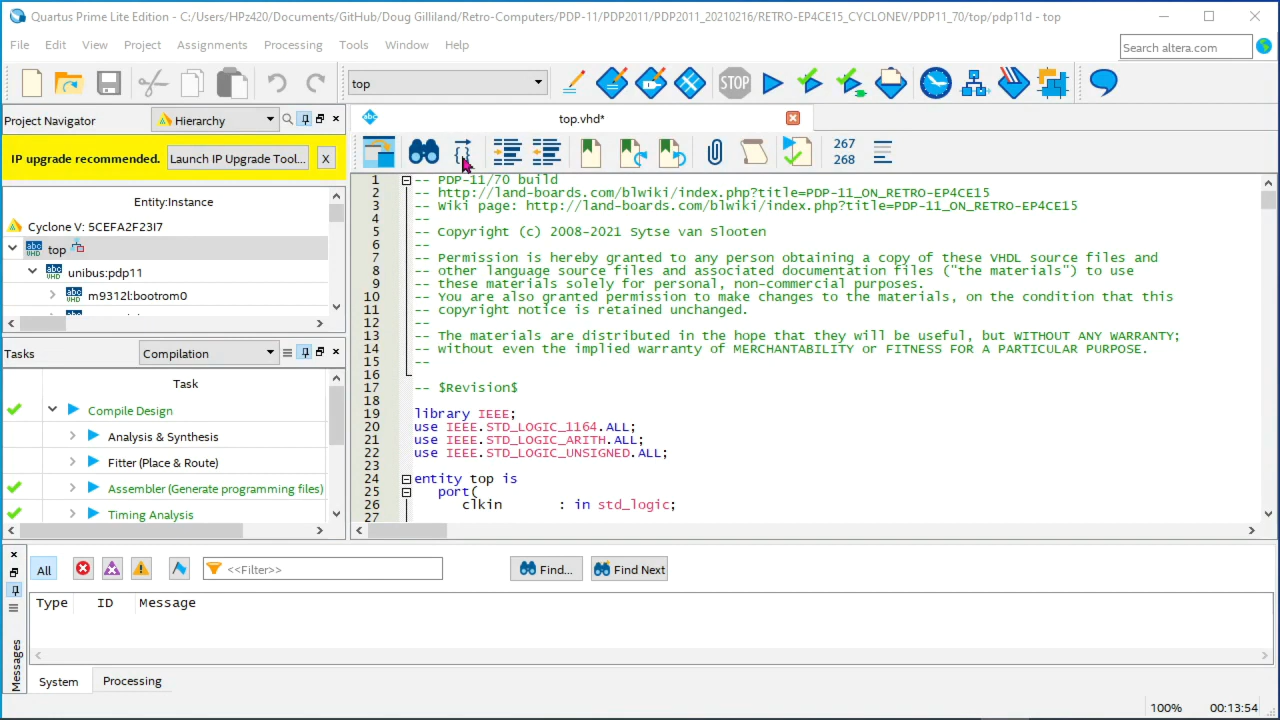 Quartus Prime Lite Edition - C:/Users/HPz420/Documents/GitHub/Doug Gilliland/Retro-Computers/PDP-11/PDP2011/PDP2011_20210216/RETRO-EP4CE15_CYCLONEV/PDP11_70/top/pdp11d - top
File Edit View Project Assignments Processing Tools Window Help
Search altera.com
top
STOP
Project Navigator
Hierarchy
top.vhd*
IP upgrade recommended.
Launch IP Upgrade Tool...
X
267
268
Entity:Instance
Cyclone V: 5CEFA2F23I7
top
unibus:pdp11
m9312l:bootrom0
Tasks
Compilation
Task
Compile Design
Analysis & Synthesis
Fitter (Place & Route)
Assembler (Generate programming files)
Timing Analysis
1 -- PDP-11/70 build
2 -- http://land-boards.com/blwiki/index.php?title=PDP-11_ON_RETRO-EP4CE15
3 -- Wiki page: http://land-boards.com/blwiki/index.php?title=PDP-11_ON_RETRO-EP4CE15
4 --
5 -- Copyright (c) 2008-2021 Sytse van Slooten
6 --
7 -- Permission is hereby granted to any person obtaining a copy of these VHDL source files and
8 -- other language source files and associated documentation files ("the materials") to use
9 -- these materials solely for personal, non-commercial purposes.
10 -- You are also granted permission to make changes to the materials, on the condition that this
11 -- copyright notice is retained unchanged.
12 --
13 -- The materials are distributed in the hope that they will be useful, but WITHOUT ANY WARRANTY;
14 -- without even the implied warranty of MERCHANTABILITY or FITNESS FOR A PARTICULAR PURPOSE.
15 --
16
17 -- $Revision$
18
19 library IEEE;
20 use IEEE.STD_LOGIC_1164.ALL;
21 use IEEE.STD_LOGIC_ARITH.ALL;
22 use IEEE.STD_LOGIC_UNSIGNED.ALL;
23
24 entity top is
25 port(
26 clkin : in std_logic;
27
All
<<Filter>>
Find...
Find Next
Type ID Message
Messages
System Processing
100% 00:13:54